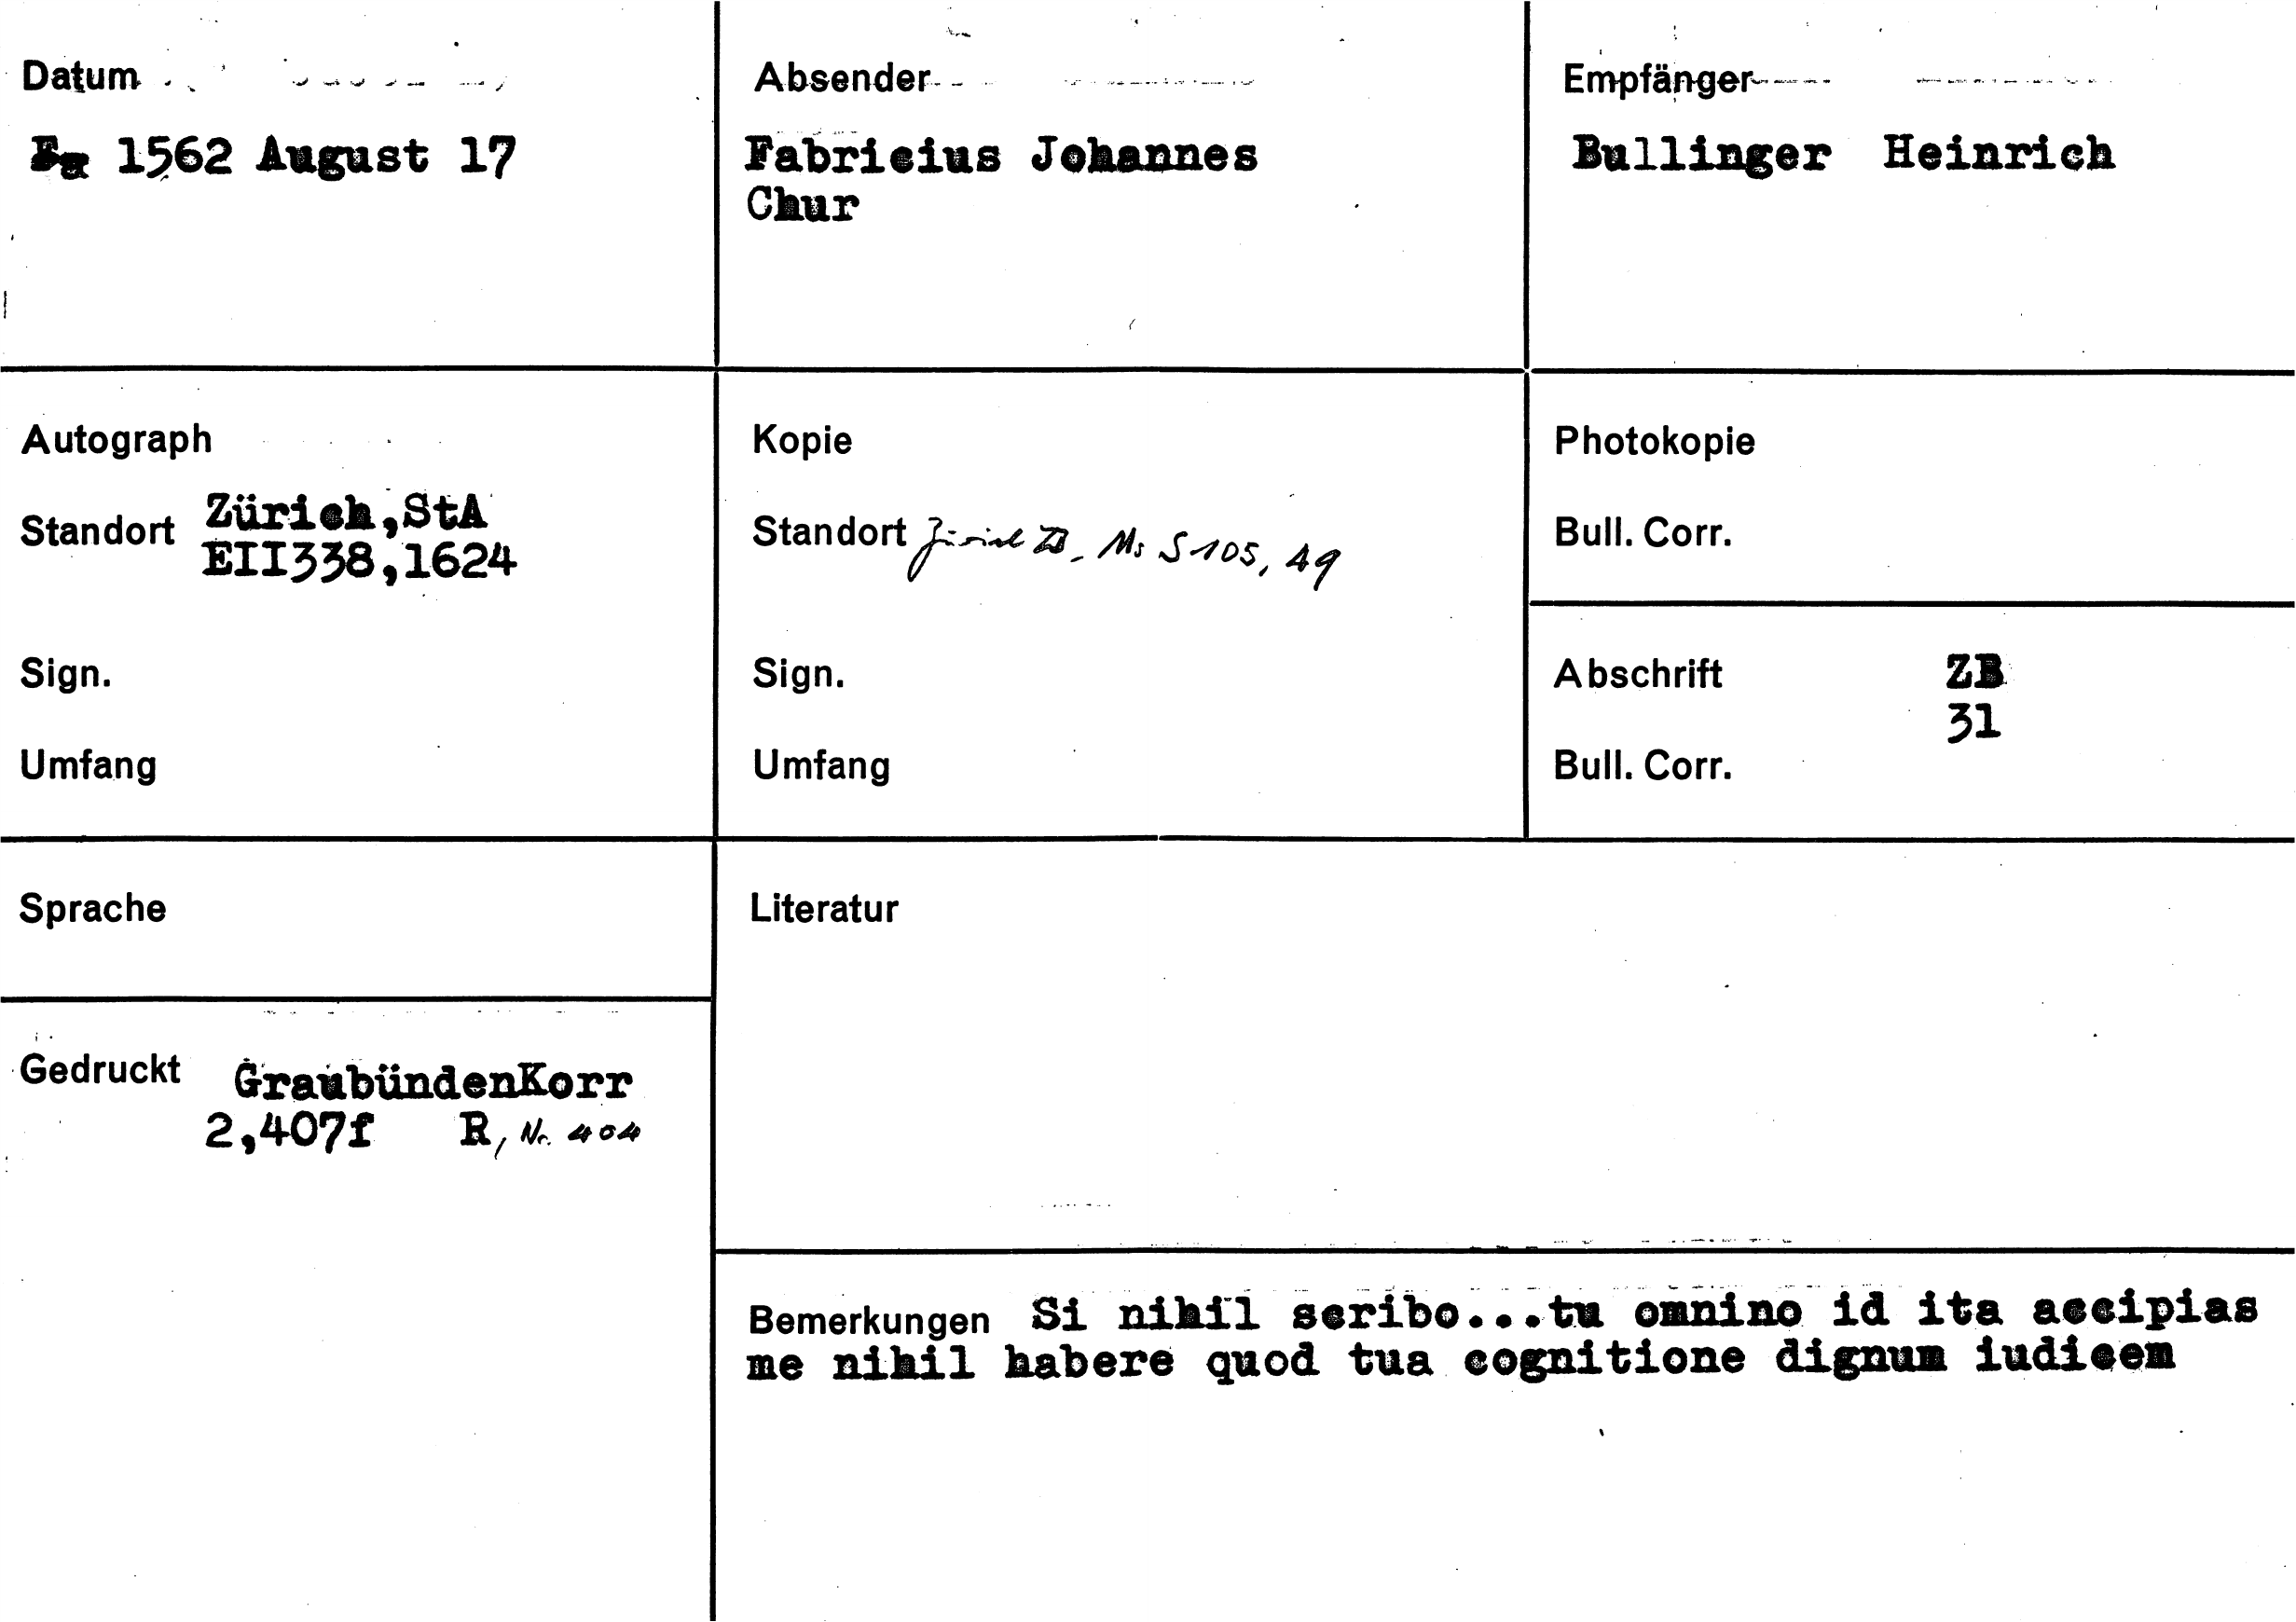 Datum
1562 August 17
Absender
Fabricius Johannes
Chur
Empfänger
Bullinger Heinrich
Autograph
Standort Zürich,StA
EII338,1624
Sign.
Umfang
Kopie
Standort Zürich ZB, Ms S 105, 49
Sign.
Umfang
Photokopie
Bull. Corr.
Abschrift ZB
31
Bull. Corr.
Sprache
Gedruckt GraubündenKorr
2,407f R, Nr. 404
Literatur
Bemerkungen Si nihil scribo...tu omnino id ita accipias
me nihil habere quod tua cognitione dignum iudicem